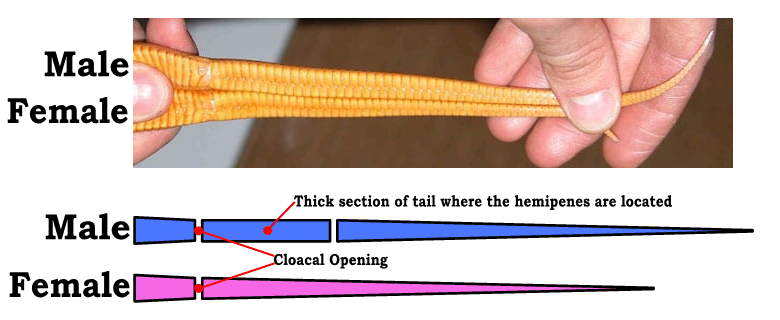 Male
Female
Thick section of tail where the hemipenes are located
Male
Cloacal Opening
Female